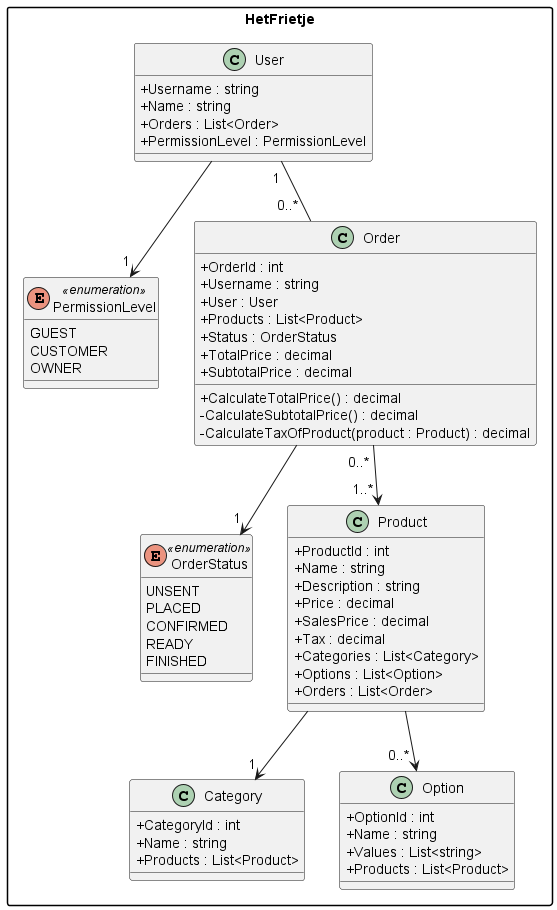 HetFrietje
C User
+Username : string
+Name : string
+Orders : List<Order>
+PermissionLevel : PermissionLevel
1
0..*
1
E «enumeration»
PermissionLevel
GUEST
CUSTOMER
OWNER
C Order
+OrderId : int
+Username : string
+User : User
+Products : List<Product>
+Status : OrderStatus
+TotalPrice : decimal
+SubtotalPrice : decimal
+CalculateTotalPrice() : decimal
-CalculateSubtotalPrice() : decimal
-CalculateTaxOfProduct(product : Product) : decimal
0..*
1..*
1
E «enumeration»
OrderStatus
UNSENT
PLACED
CONFIRMED
READY
FINISHED
C Product
+ProductId : int
+Name : string
+Description : string
+Price : decimal
+SalesPrice : decimal
+Tax : decimal
+Categories : List<Category>
+Options : List<Option>
+Orders : List<Order>
1
0..*
C Category
+CategoryId : int
+Name : string
+Products : List<Product>
C Option
+OptionId : int
+Name : string
+Values : List<string>
+Products : List<Product>